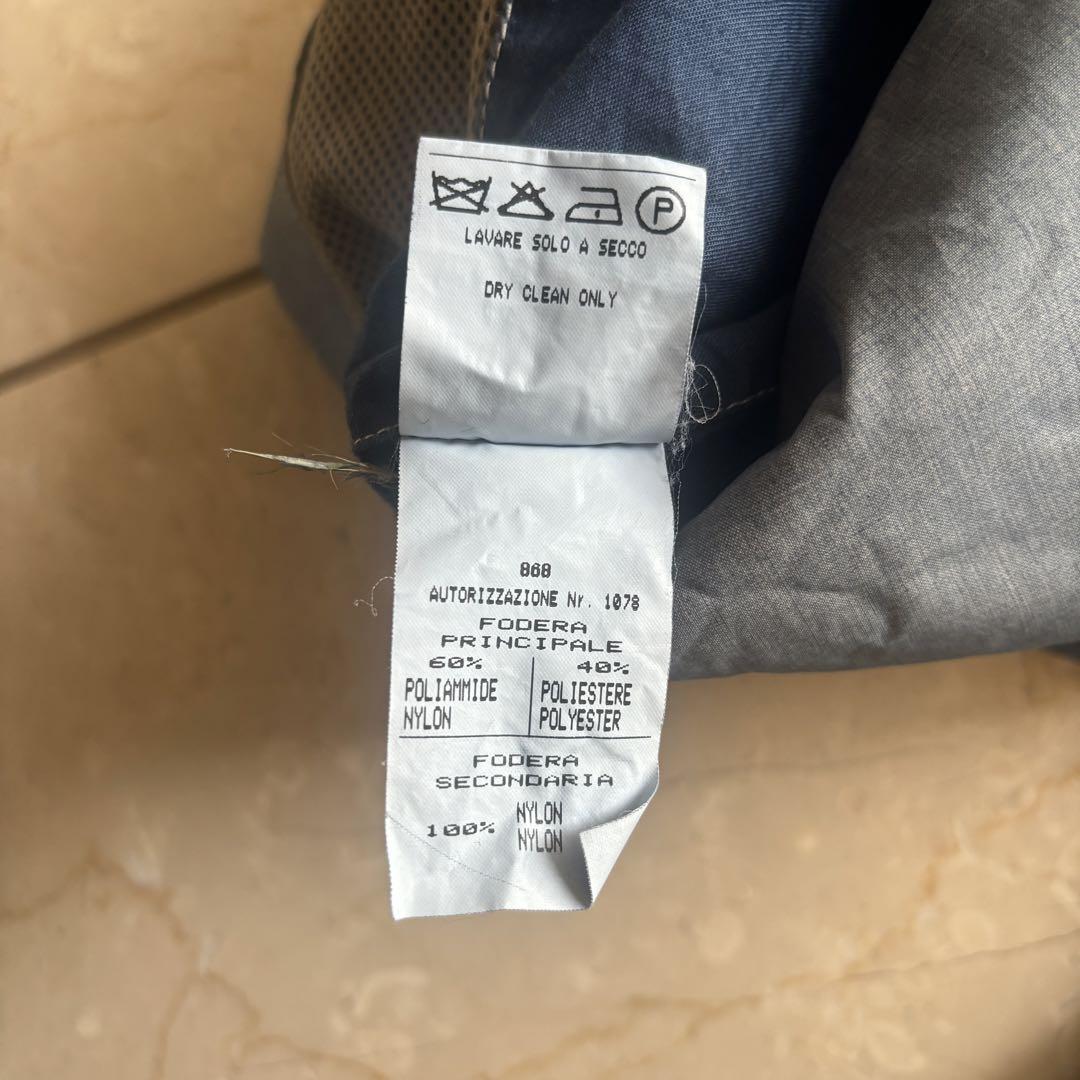 P
LAVARE SOLO A SECCO
DRY CLEAN ONLY
868
AUTORIZZAZIONE Nr. 1078
FODERA
PRINCIPALE
60% 40%
POLIAMMIDE POLIESTERE
NYLON POLYESTER
FODERA
SECONDARIA
NYLON
100%
NYLON